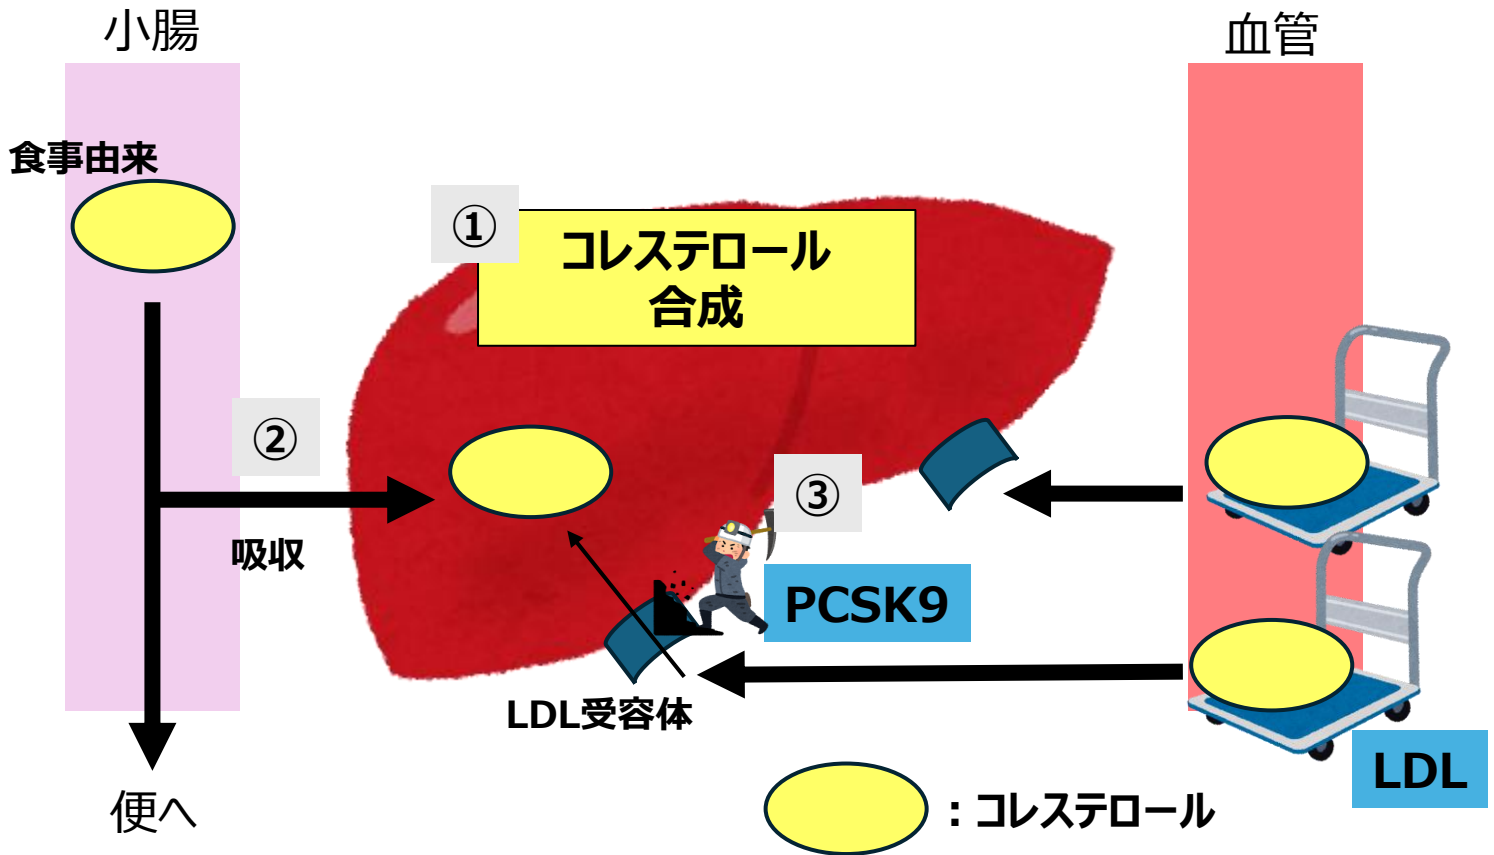 小腸
血管
食事由来
①
コレステロール
合成
②
吸収
③
PCSK9
LDL受容体
LDL
便へ
：コレステロール